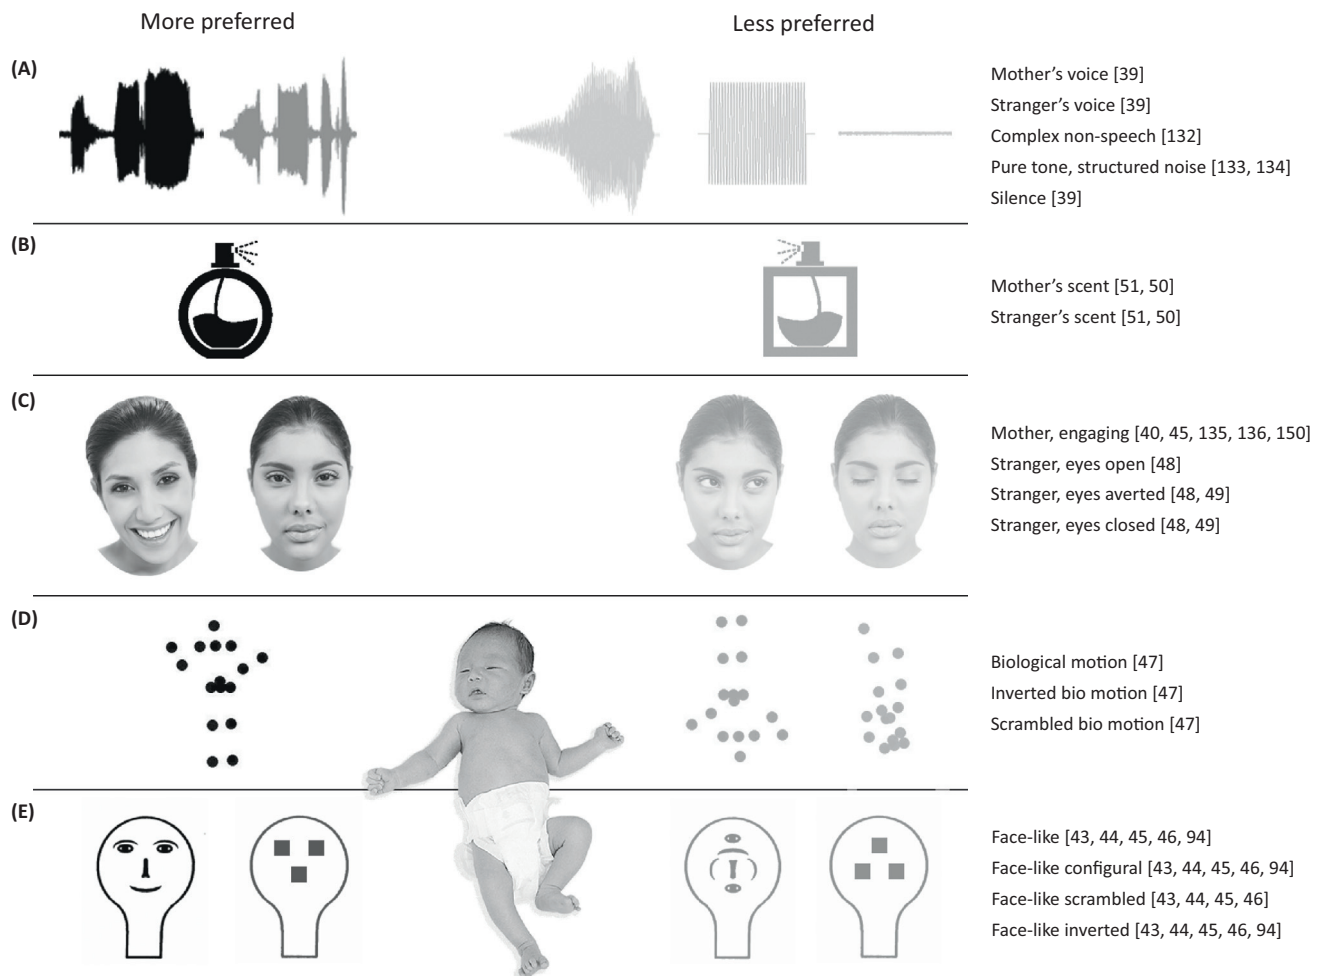 More preferred
Less preferred
(A)
Mother’s voice [39]
Stranger’s voice [39]
Complex non-speech [132]
Pure tone, structured noise [133, 134]
Silence [39]
(B)
Mother’s scent [51, 50]
Stranger’s scent [51, 50]
(C)
Mother, engaging [40, 45, 135, 136, 150]
Stranger, eyes open [48]
Stranger, eyes averted [48, 49]
Stranger, eyes closed [48, 49]
(D)
Biological motion [47]
Inverted bio motion [47]
Scrambled bio motion [47]
(E)
Face-like [43, 44, 45, 46, 94]
Face-like configural [43, 44, 45, 46, 94]
Face-like scrambled [43, 44, 45, 46]
Face-like inverted [43, 44, 45, 46, 94]